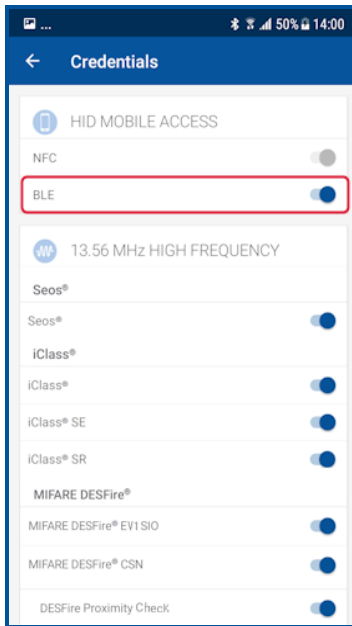 ... 50% 14:00
Credentials
HID MOBILE ACCESS
NFC
BLE
13.56 MHz HIGH FREQUENCY
Seos®
Seos®
iClass®
iClass®
iClass® SE
iClass® SR
MIFARE DESFire®
MIFARE DESFire® EV1 SIO
MIFARE DESFire® CSN
DESFire Proximity Check